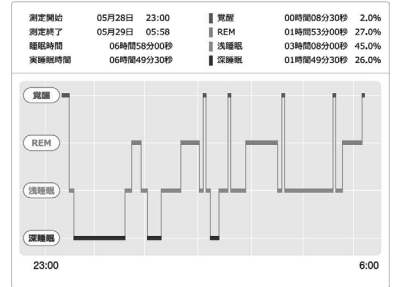 測定開始 05月28日 23:00 覚醒 00時間08分30秒 2.0%
測定終了 05月29日 05:58 REM 01時間53分00秒 27.0%
睡眠時間 06時間58分00秒 浅睡眠 03時間08分00秒 45.0%
実睡眠時間 06時間49分30秒 深睡眠 01時間49分30秒 26.0%
覚醒
REM
浅睡眠
深睡眠
23:00 6:00